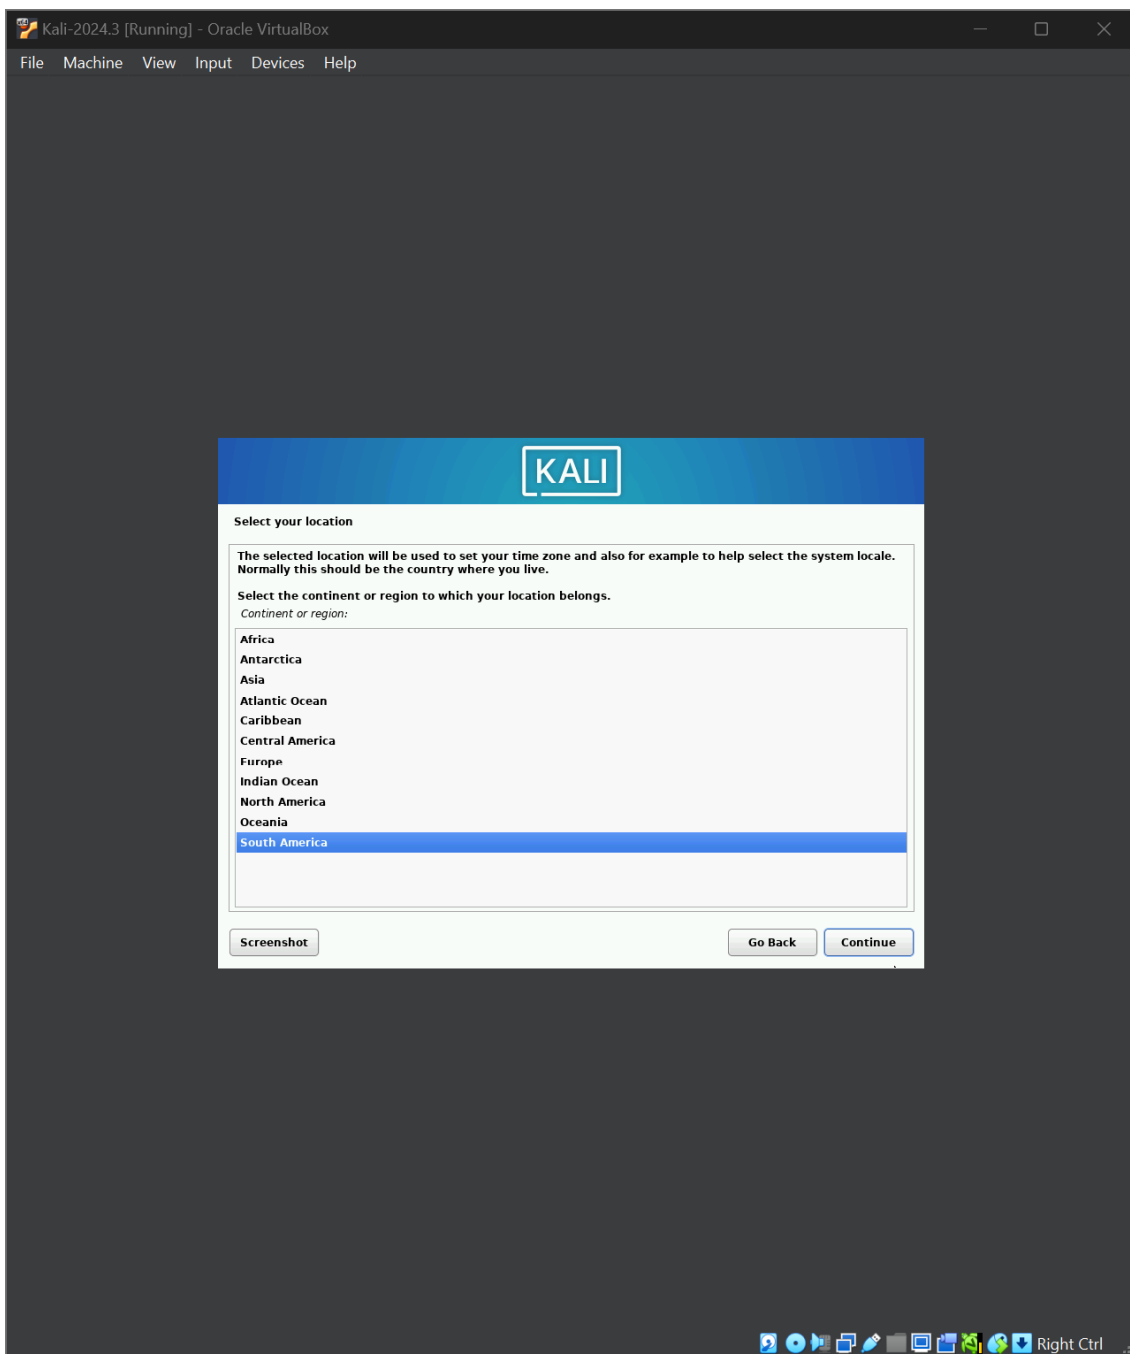 Kali-2024.3 [Running] - Oracle VirtualBox
File Machine View Input Devices Help
KALI
Select your location
The selected location will be used to set your time zone and also for example to help select the system locale.
Normally this should be the country where you live.
Select the continent or region to which your location belongs.
Continent or region:
Africa
Antarctica
Asia
Atlantic Ocean
Caribbean
Central America
Europe
Indian Ocean
North America
Oceania
South America
Screenshot Go Back Continue
Right Ctrl